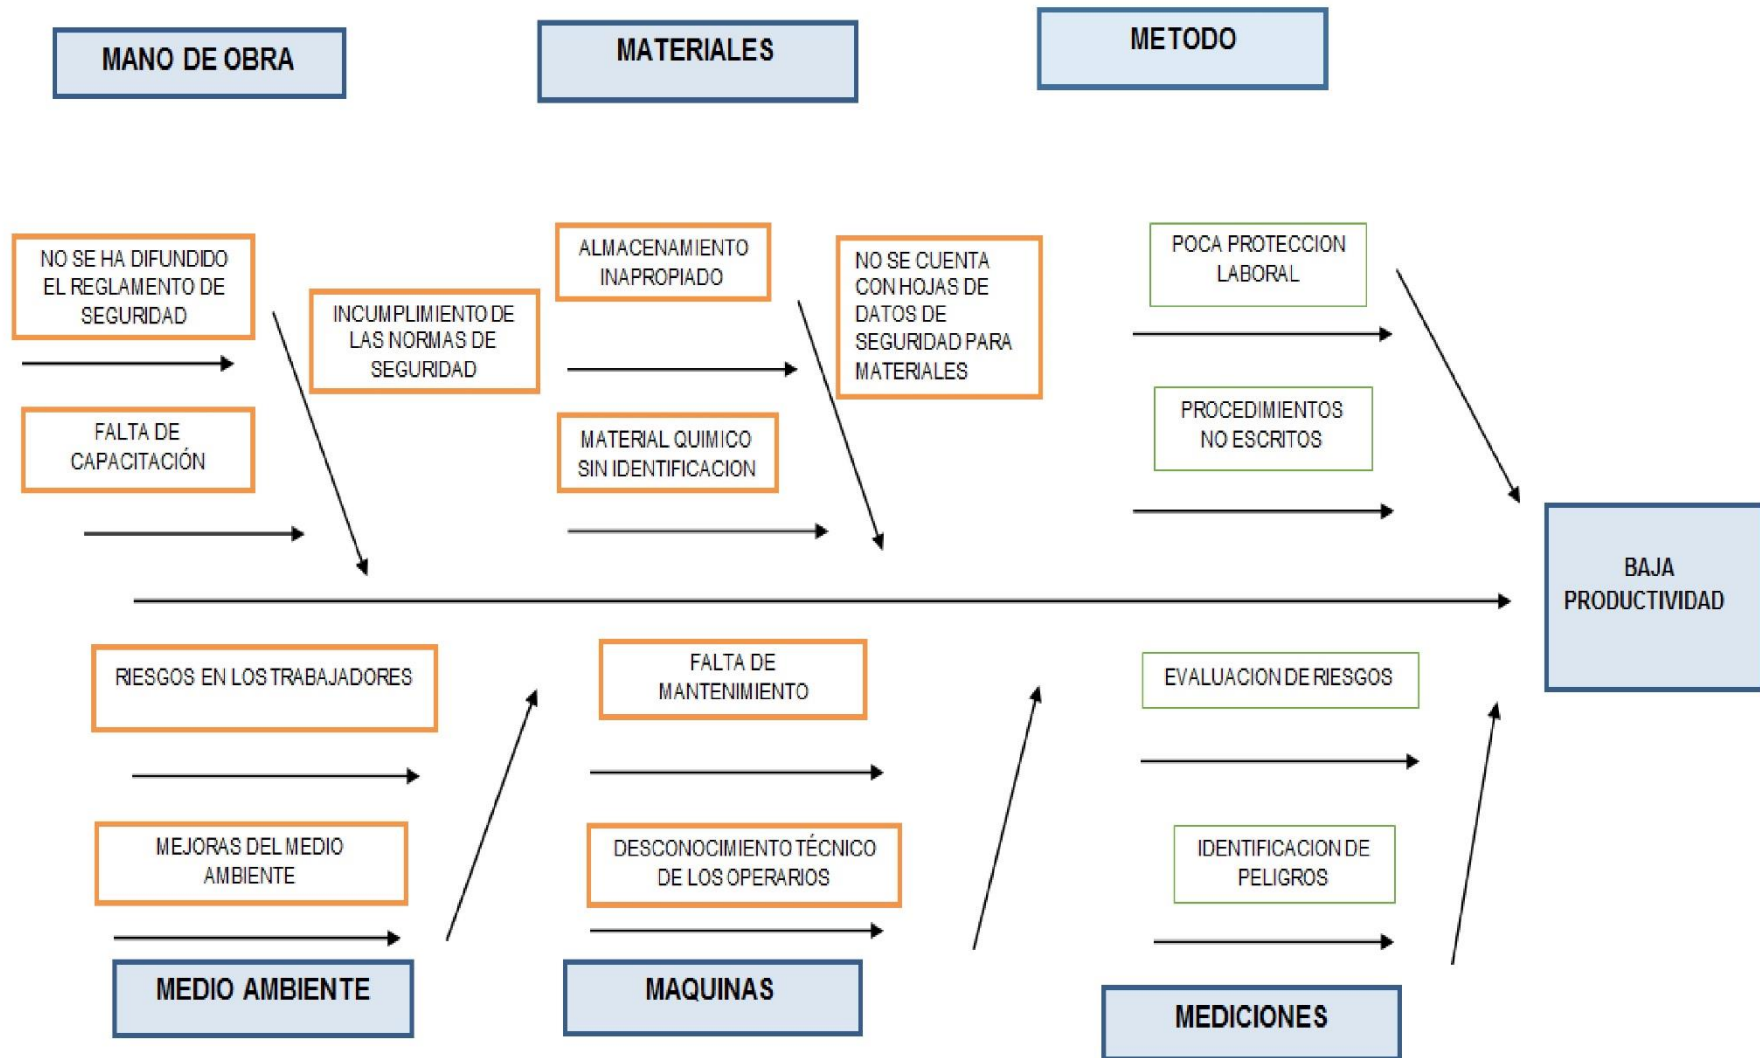 MANO DE OBRA
MATERIALES
METODO
NO SE HA DIFUNDIDO
EL REGLAMENTO DE
SEGURIDAD
INCUMPLIMIENTO DE
LAS NORMAS DE
SEGURIDAD
ALMACENAMIENTO
INAPROPIADO
NO SE CUENTA
CON HOJAS DE
DATOS DE
SEGURIDAD PARA
MATERIALES
POCA PROTECCION
LABORAL
FALTA DE
CAPACITACIÓN
MATERIAL QUIMICO
SIN IDENTIFICACION
PROCEDIMIENTOS
NO ESCRITOS
BAJA
PRODUCTIVIDAD
RIESGOS EN LOS TRABAJADORES
FALTA DE
MANTENIMIENTO
EVALUACION DE RIESGOS
MEJORAS DEL MEDIO
AMBIENTE
DESCONOCIMIENTO TÉCNICO
DE LOS OPERARIOS
IDENTIFICACION DE
PELIGROS
MEDIO AMBIENTE
MAQUINAS
MEDICIONES